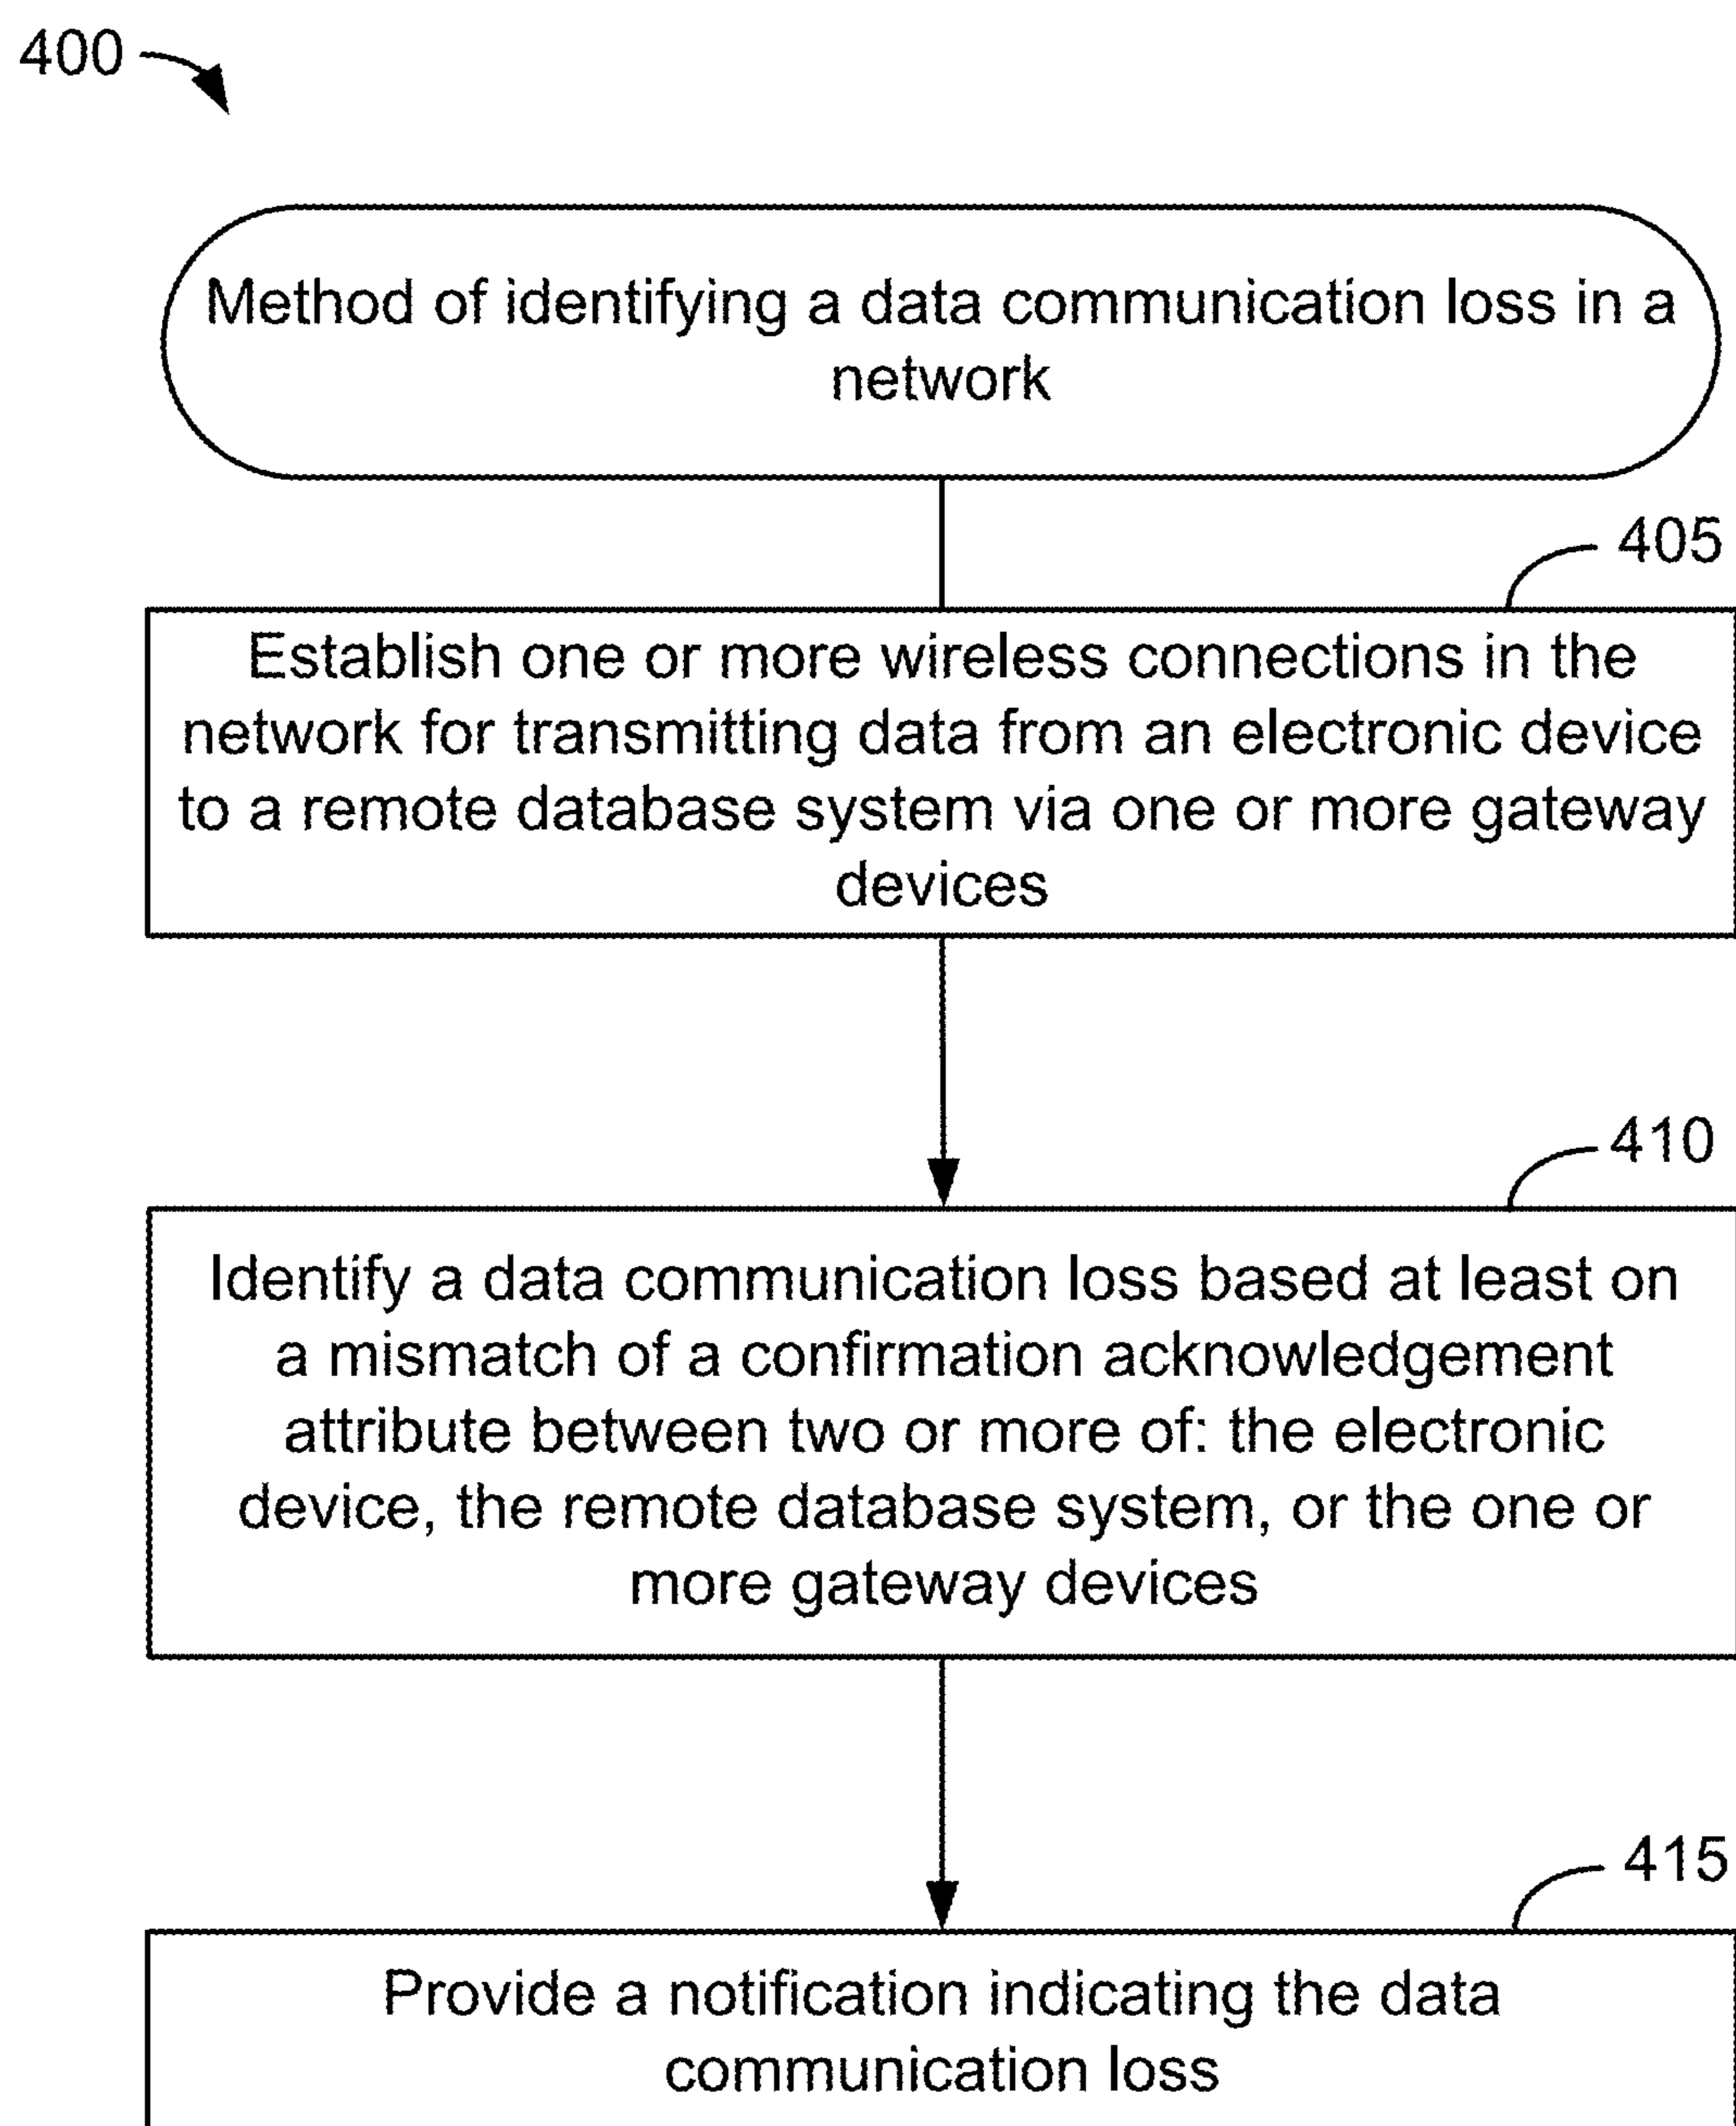 400
Method of identifying a data communication loss in a
network
405
Establish one or more wireless connections in the
network for transmitting data from an electronic device
to a remote database system via one or more gateway
devices
410
Identify a data communication loss based at least on
a mismatch of a confirmation acknowledgement
attribute between two or more of: the electronic
device, the remote database system, or the one or
more gateway devices
415
Provide a notification indicating the data
communication loss